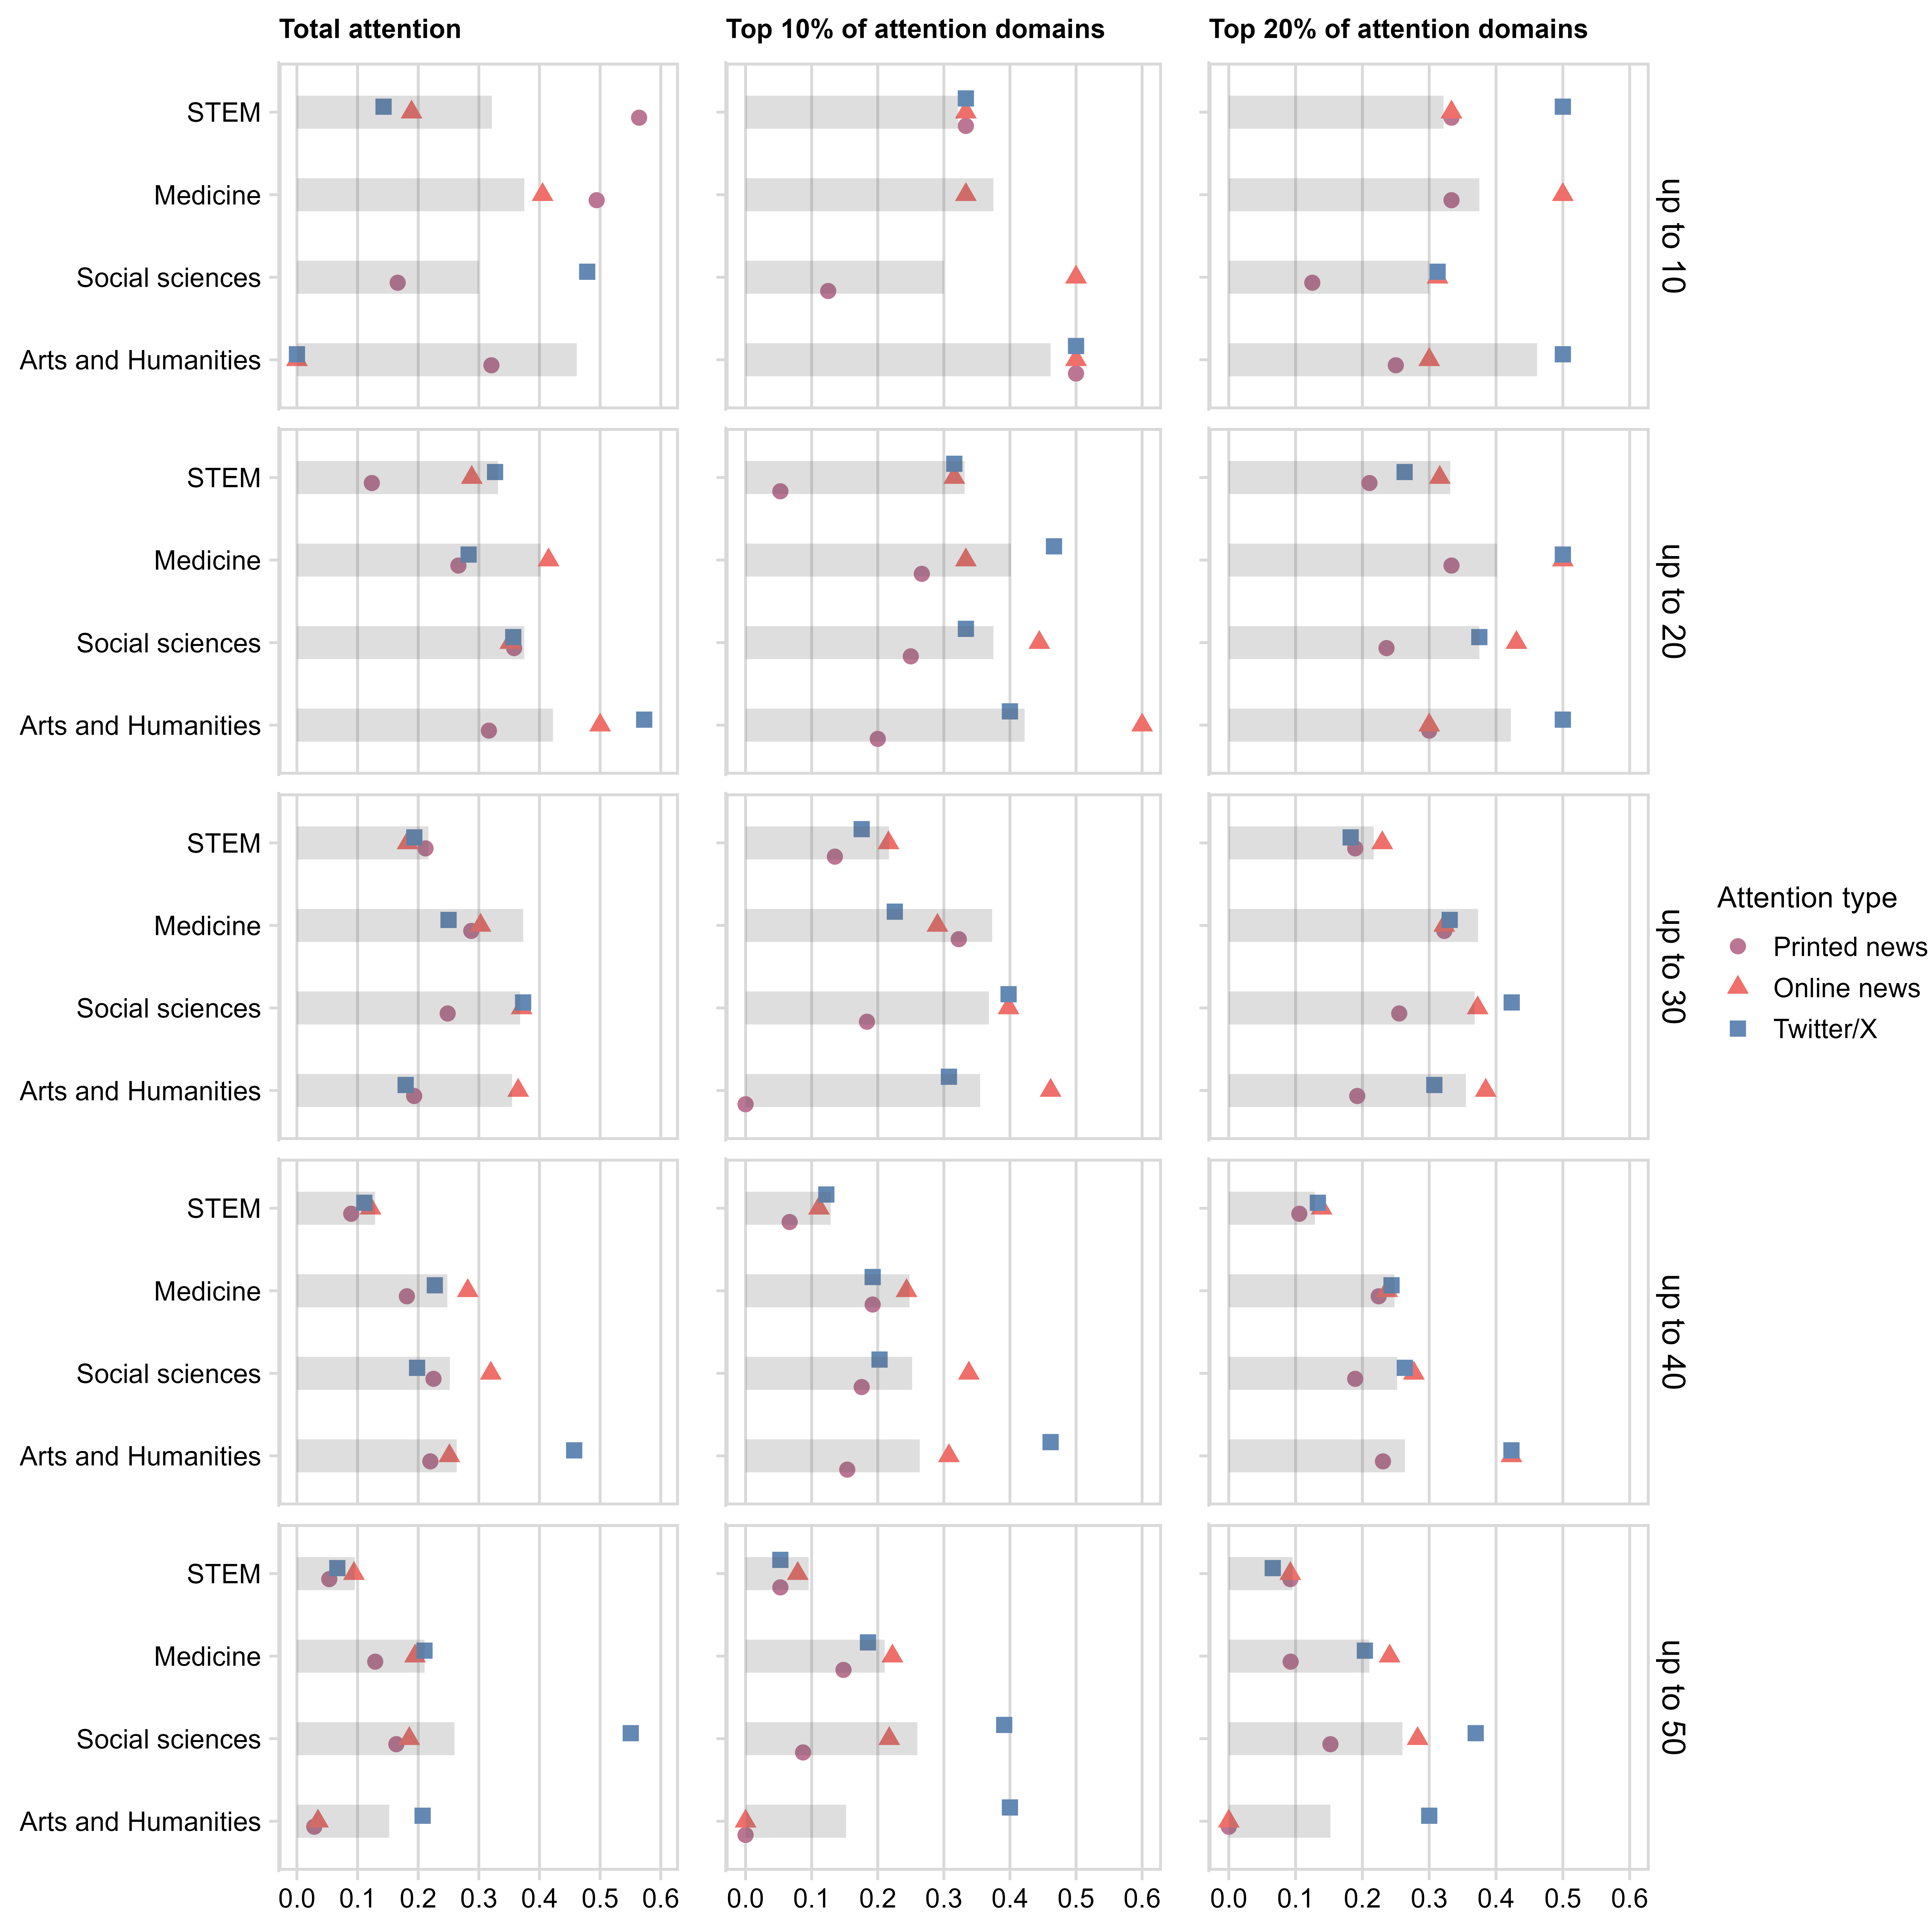 Total attention
Top 10% of attention domains
Top 20% of attention domains
STEM
Medicine
Social sciences
Arts and Humanities
up to 10
STEM
Medicine
Social sciences
Arts and Humanities
up to 20
STEM
Medicine
Social sciences
Arts and Humanities
up to 30
STEM
Medicine
Social sciences
Arts and Humanities
up to 40
STEM
Medicine
Social sciences
Arts and Humanities
up to 50
0.0 0.1 0.2 0.3 0.4 0.5 0.6
0.0 0.1 0.2 0.3 0.4 0.5 0.6
0.0 0.1 0.2 0.3 0.4 0.5 0.6
Attention type
Printed news
Online news
Twitter/X